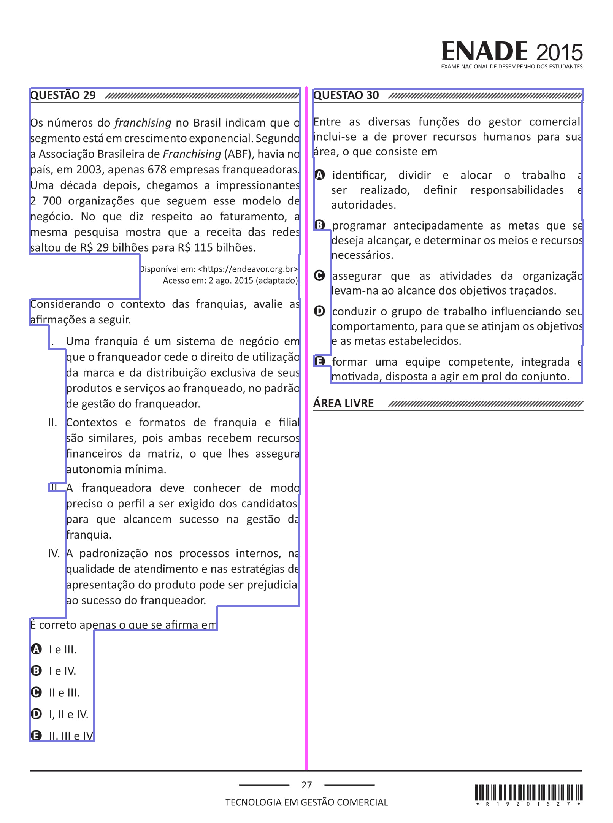 ENADE 2015
EXAME NACIONAL DE DESEMPENHO DOS ESTUDANTES
QUESTÃO 29
Os números do franchising no Brasil indicam que o
segmento está em crescimento exponencial. Segundo
a Associação Brasileira de Franchising (ABF), havia no
país, em 2003, apenas 678 empresas franqueadoras.
Uma década depois, chegamos a impressionantes
2 700 organizações que seguem esse modelo de
negócio. No que diz respeito ao faturamento, a
mesma pesquisa mostra que a receita das redes
saltou de R$ 29 bilhões para R$ 115 bilhões.
Disponível em: <https://endeavor.org.br>
Acesso em: 2 ago. 2015 (adaptado)
Considerando o contexto das franquias, avalie as
afirmações a seguir.
I. Uma franquia é um sistema de negócio em
que o franqueador cede o direito de utilização
da marca e da distribuição exclusiva de seus
produtos e serviços ao franqueado, no padrão
de gestão do franqueador.
II. Contextos e formatos de franquia e filial
são similares, pois ambas recebem recursos
financeiros da matriz, o que lhes assegura
autonomia mínima.
III. A franqueadora deve conhecer de modo
preciso o perfil a ser exigido dos candidatos
para que alcancem sucesso na gestão da
franquia.
IV. A padronização nos processos internos, na
qualidade de atendimento e nas estratégias de
apresentação do produto pode ser prejudicial
ao sucesso do franqueador.
É correto apenas o que se afirma em
A I e III.
B I e IV.
C II e III.
D I, II e IV.
E II, III e IV
QUESTÃO 30
Entre as diversas funções do gestor comercial
inclui-se a de prover recursos humanos para sua
área, o que consiste em
A identificar, dividir e alocar o trabalho a
ser realizado, definir responsabilidades e
autoridades.
B programar antecipadamente as metas que se
deseja alcançar, e determinar os meios e recursos
necessários.
C assegurar que as atividades da organização
levam-na ao alcance dos objetivos traçados.
D conduzir o grupo de trabalho influenciando seu
comportamento, para que se atinjam os objetivos
e as metas estabelecidos.
E formar uma equipe competente, integrada e
motivada, disposta a agir em prol do conjunto.
ÁREA LIVRE
27
TECNOLOGIA EM GESTÃO COMERCIAL
*R19201527*